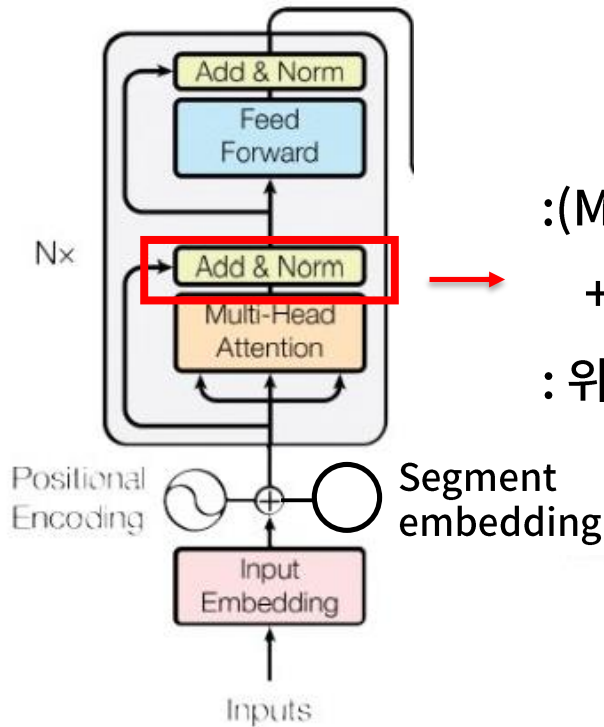 Add & Norm
Feed
Forward
Nx
Add & Norm
Multi-Head
Attention
:(M
+
: 위
Positional
Encoding
Segment
embedding
Input
Embedding
Inputs